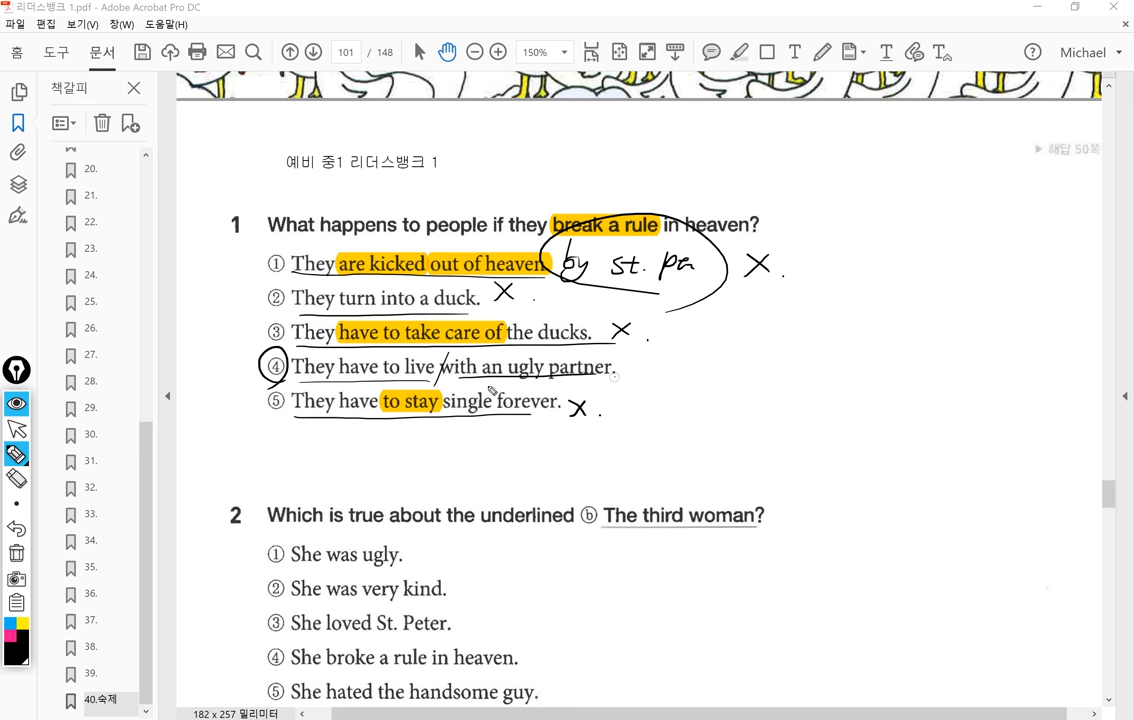 리더스뱅크 1.pdf - Adobe Acrobat Pro DC
파일 편집 보기(V) 창(W) 도움말(H)
홈 도구 문서 101 / 148 150% Michael
책갈피
20.
21.
22.
23.
24.
25.
26.
27.
28.
29.
30.
31.
32.
33.
34.
35.
36.
37.
38.
39.
40.숙제
예비 중1 리더스뱅크 1
▶ 해답 50쪽
1 What happens to people if they break a rule in heaven?
① They are kicked out of heaven. by st. pe X .
② They turn into a duck. X .
③ They have to take care of the ducks. X .
④ They have to live / with an ugly partner.
⑤ They have to stay single forever. X .
2 Which is true about the underlined ⓑ The third woman?
① She was ugly.
② She was very kind.
③ She loved St. Peter.
④ She broke a rule in heaven.
⑤ She hated the handsome guy.
182 x 257 밀리미터